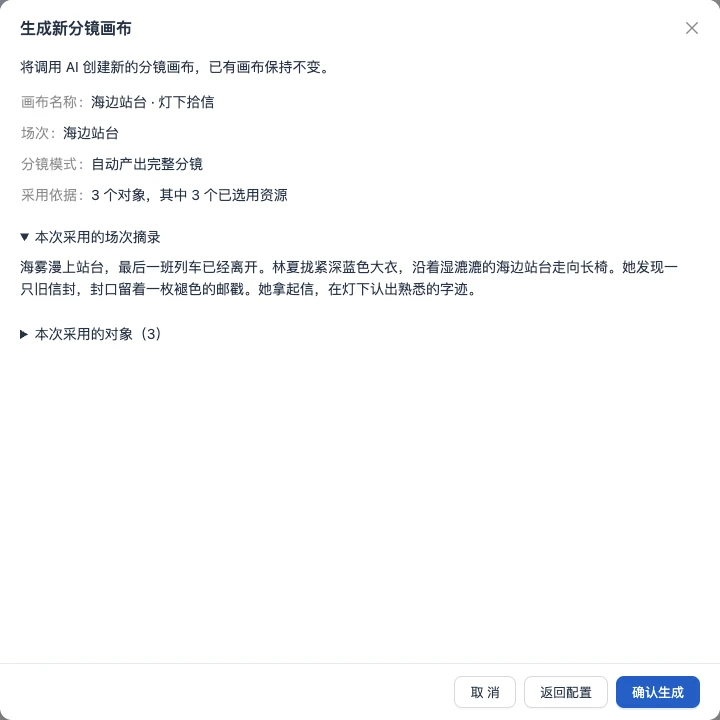 生成新分镜画布
将调用 AI 创建新的分镜画布，已有画布保持不变。
画布名称：海边站台 · 灯下拾信
场次：海边站台
分镜模式：自动产出完整分镜
采用依据：3 个对象，其中 3 个已选用资源
▼ 本次采用的场次摘录
海雾漫上站台，最后一班列车已经离开。林夏拢紧深蓝色大衣，沿着湿漉漉的海边站台走向长椅。她发现一
只旧信封，封口留着一枚褪色的邮戳。她拿起信，在灯下认出熟悉的字迹。
▶ 本次采用的对象（3）
取 消 返回配置 确认生成